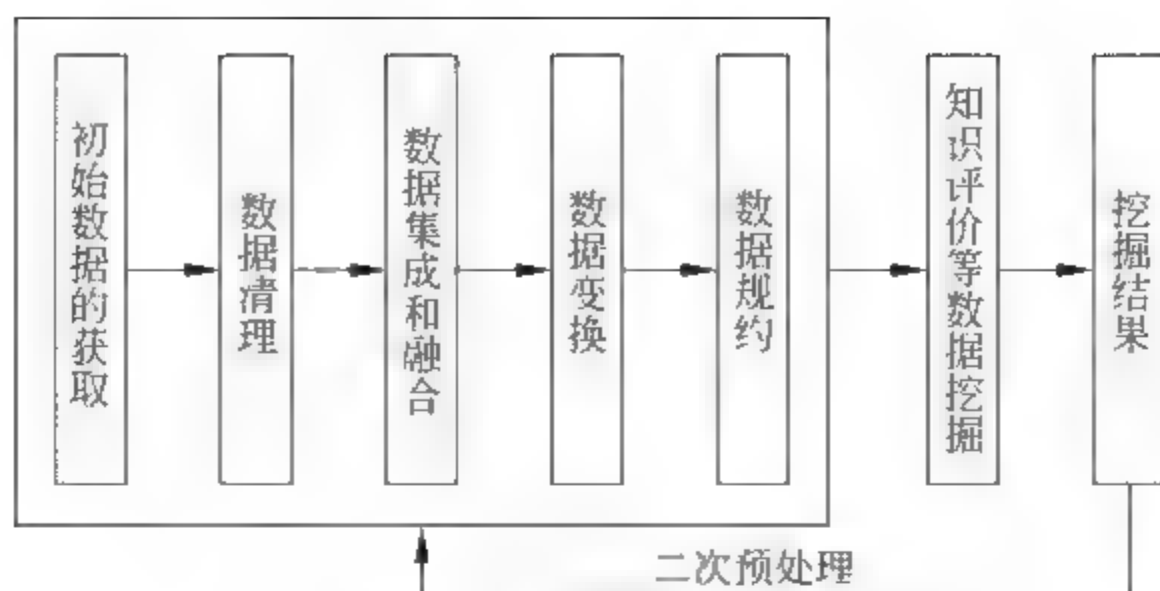 初始数据的获取
数据清理
数据集成和融合
数据变换
数据规约
知识评价等数据挖掘
挖掘结果
二次预处理